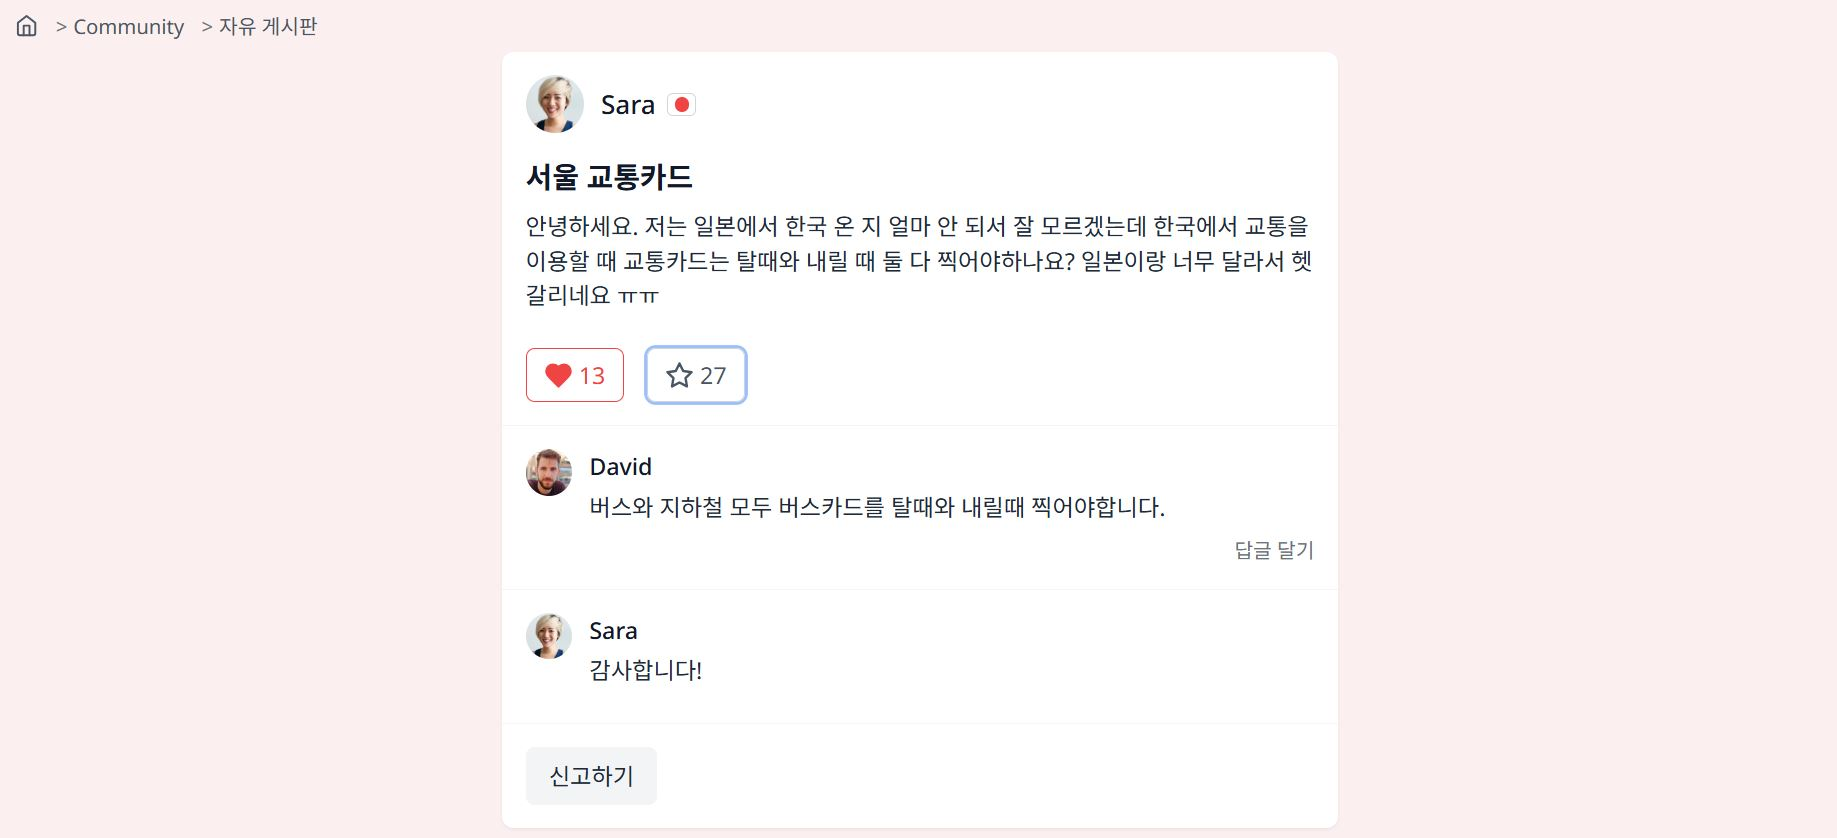 > Community > 자유 게시판
Sara
서울 교통카드
안녕하세요. 저는 일본에서 한국 온 지 얼마 안 되서 잘 모르겠는데 한국에서 교통을
이용할 때 교통카드는 탈때와 내릴 때 둘 다 찍어야하나요? 일본이랑 너무 달라서 헷
갈리네요 ㅠㅠ
13 27
David
버스와 지하철 모두 버스카드를 탈때와 내릴때 찍어야합니다.
답글 달기
Sara
감사합니다!
신고하기